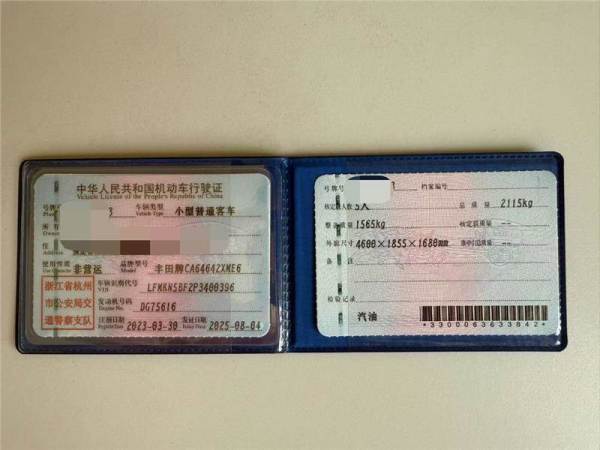 中华人民共和国机动车行驶证
Vehicle License of the People's Republic of China
号牌号码 3 车辆类型 小型普通客车
Vehicle Type
所有
Owner
住
使用性质 非营运 品牌型号 丰田牌CA64642XME6
Use Character Model
浙江省杭州
市公安局交
通警察支队
车辆识别代号 LFMKN5BF2P3400396
VIN
发动机号码 DG75616
Engine No.
注册日期 2023-03-30 发证日期 2025-08-04
Register Date Issue Date
号牌号 档案编号
核定载人数 5人 总质量 2115kg
整备质量 1565kg 核定载质量 --
外廓尺寸 4600×1855×1680mm 准牵引总质量 --
备注
检验记录
汽油
*3300063633842*